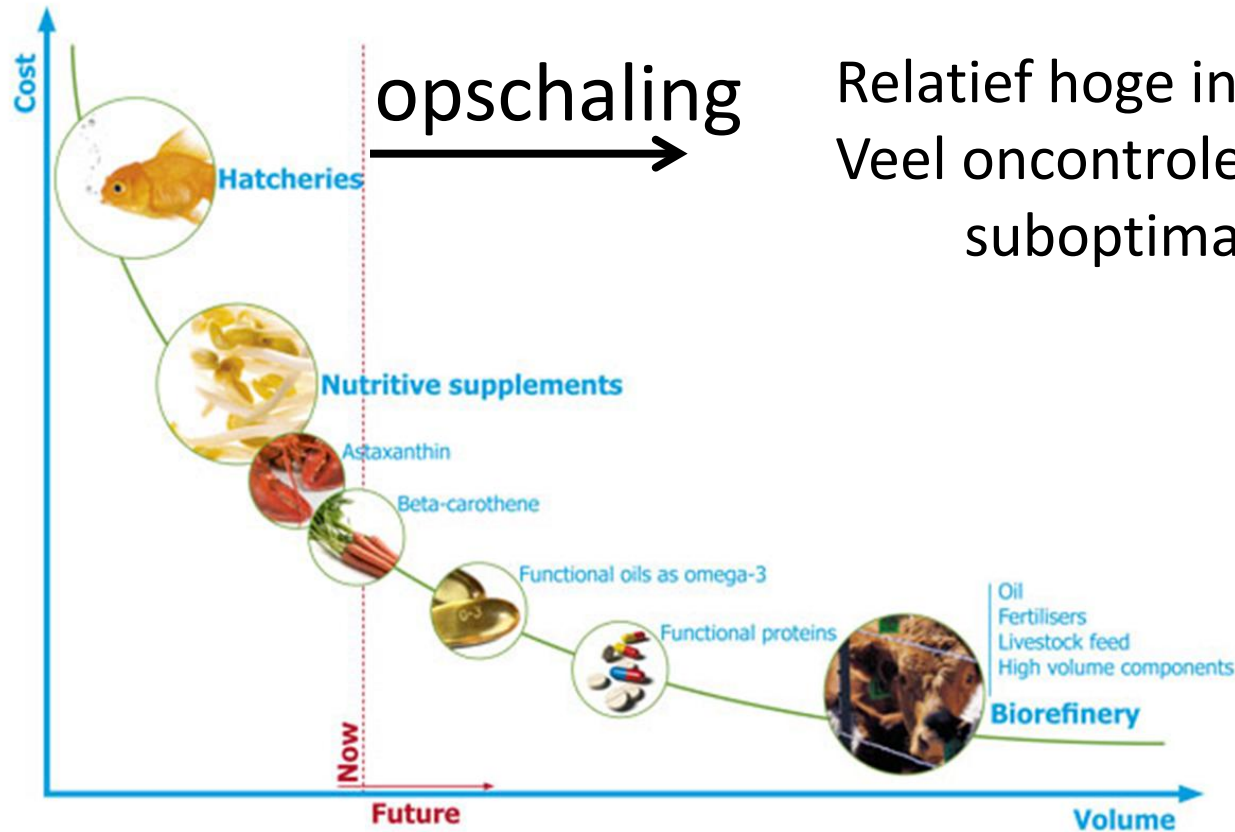 Cost
opschaling
Relatief hoge in
Veel oncontrole
suboptima
Hatcheries
Nutritive supplements
Astaxanthin
Beta-carothene
Functional oils as omega-3
Functional proteins
Oil
Fertilisers
Livestock feed
High volume components
Biorefinery
Now
Future
Volume